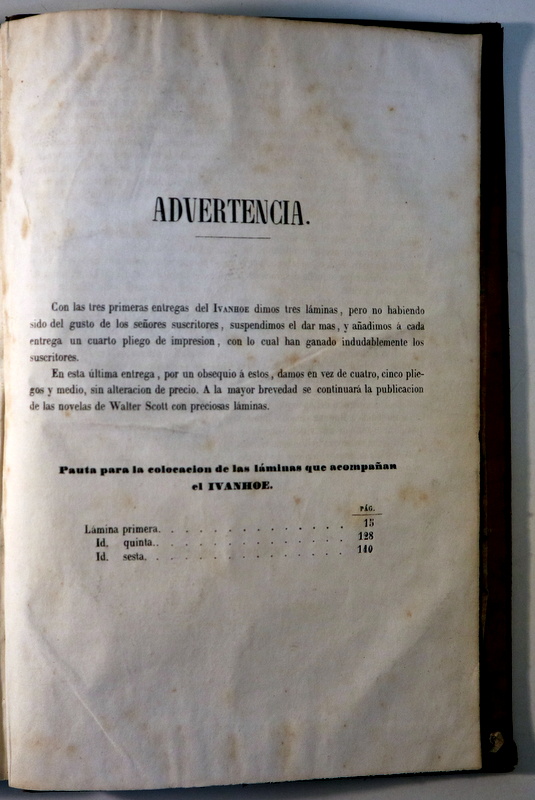 ADVERTENCIA.
Con las tres primeras entregas del IVANHOE dimos tres láminas, pero no habiendo
sido del gusto de los señores suscritores, suspendimos el dar mas, y añadimos á cada
entrega un cuarto pliego de impresion, con lo cual han ganado indudablemente los
suscritores.
En esta última entrega, por un obsequio á estos, damos en vez de cuatro, cinco plie-
gos y medio, sin alteracion de precio. A la mayor brevedad se continuará la publicacion
de las novelas de Walter Scott con preciosas láminas.
Pauta para la colocacion de las láminas que acompañan
el IVANHOE.
PÁG.
Lámina primera. . . . . . . . . . . . . . 15
Id. quinta. . . . . . . . . . . . . . . 128
Id. sesta. . . . . . . . . . . . . . . 140